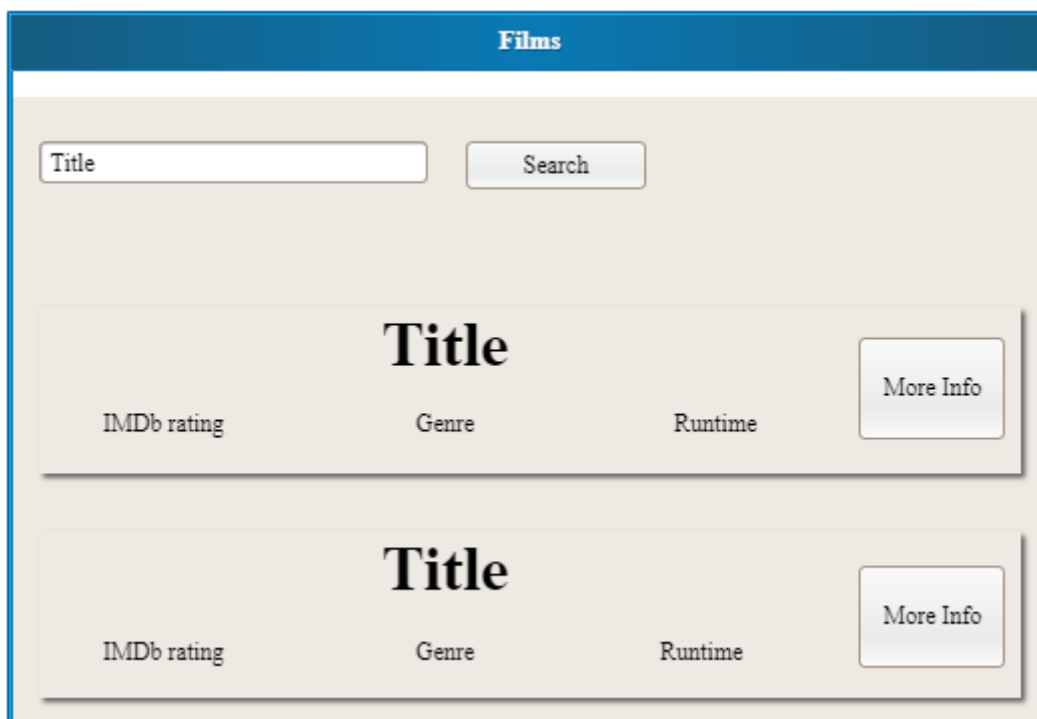 Films
Title Search
Title
More Info
IMDb rating Genre Runtime
Title
More Info
IMDb rating Genre Runtime